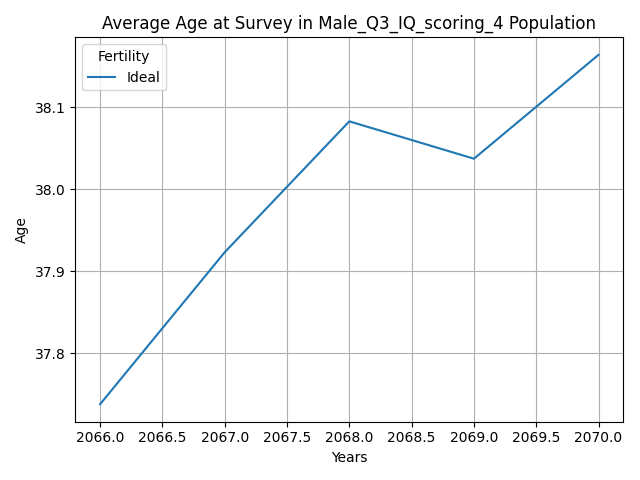 Average Age at Survey in Male_Q3_IQ_scoring_4 Population
Fertility
Ideal
38.1
38.0
37.9
37.8
Age
2066.0 2066.5 2067.0 2067.5 2068.0 2068.5 2069.0 2069.5 2070.0
Years